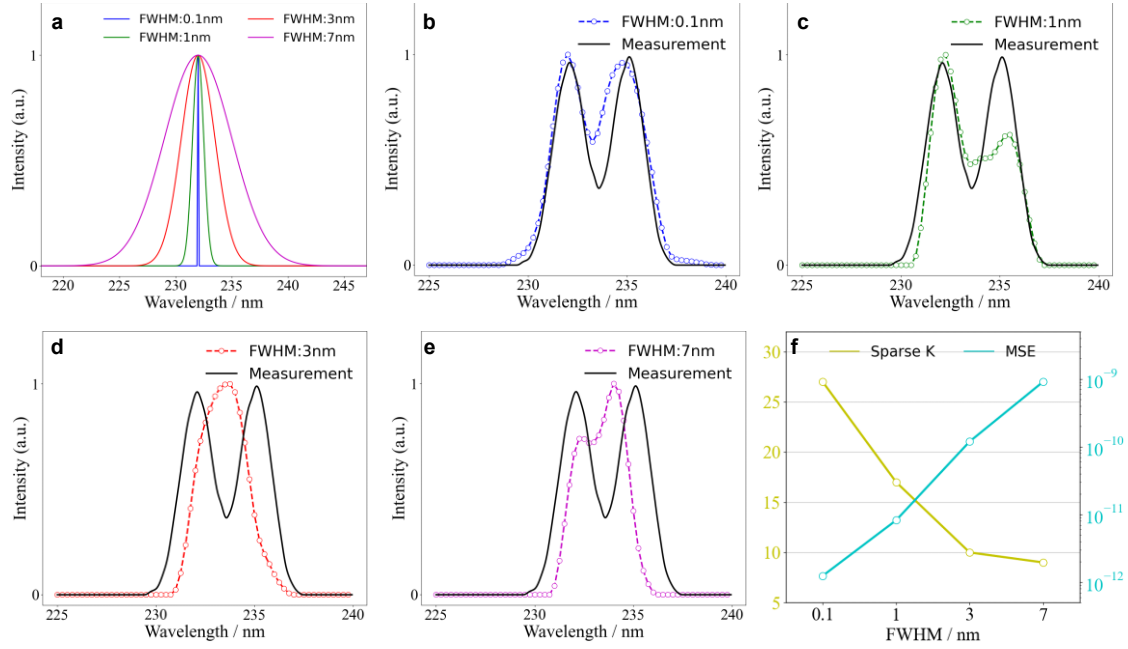 a
FWHM:0.1nm
FWHM:3nm
FWHM:1nm
FWHM:7nm
1
0
Intensity (a.u.)
220 225 230 235 240 245
Wavelength / nm
b
FWHM:0.1nm
Measurement
1
0
Intensity (a.u.)
225 230 235 240
Wavelength / nm
c
FWHM:1nm
Measurement
1
0
Intensity (a.u.)
225 230 235 240
Wavelength / nm
d
FWHM:3nm
Measurement
1
0
Intensity (a.u.)
225 230 235 240
Wavelength / nm
e
FWHM:7nm
Measurement
1
0
Intensity (a.u.)
225 230 235 240
Wavelength / nm
f
Sparse K
MSE
30
25
20
15
10
5
10⁻⁹
10⁻¹⁰
10⁻¹¹
10⁻¹²
0.1 1 3 7
FWHM / nm